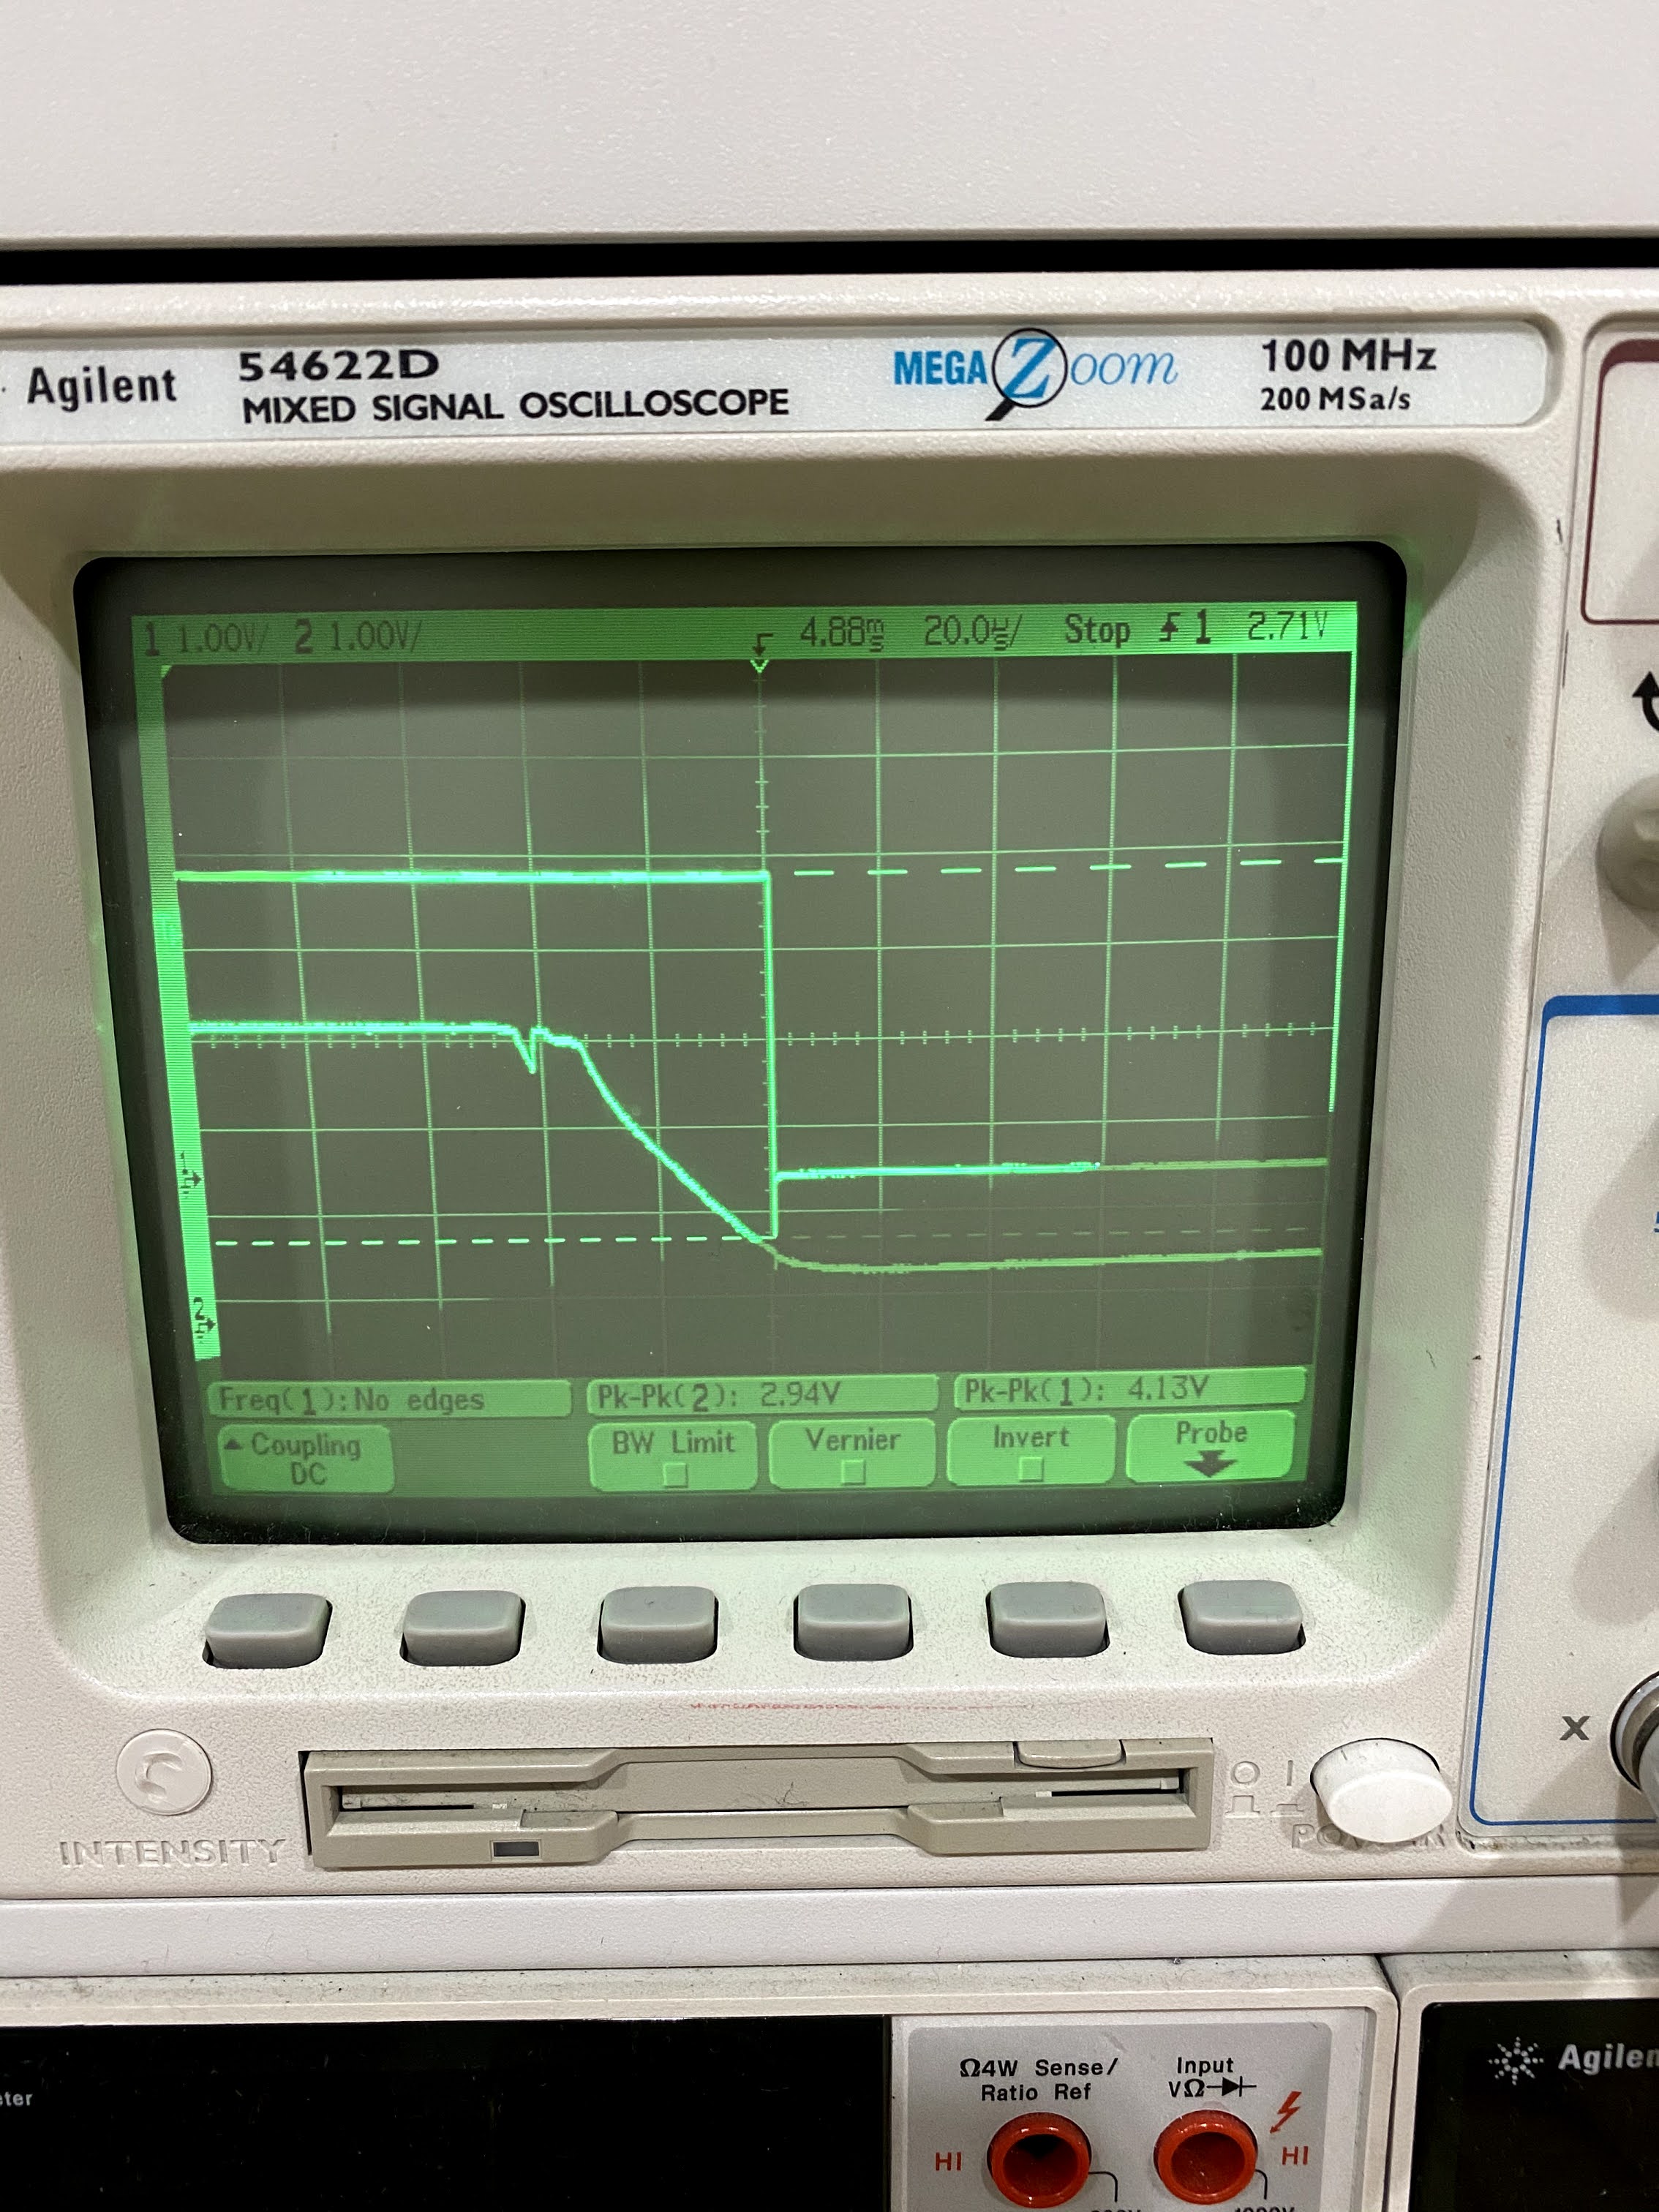 Agilent 54622D
MIXED SIGNAL OSCILLOSCOPE
MEGA Zoom
100 MHz
200 MSa/s
1 1.00V/ 2 1.00V/ 4.88ms 20.0µs/ Stop 1 2.71V
1
2
Freq(1):No edges Pk-Pk(2): 2.94V Pk-Pk(1): 4.13V
Coupling
DC
BW Limit Vernier Invert Probe
X
INTENSITY
POWER
Ω4W Sense/
Ratio Ref
Input
VΩ
HI HI